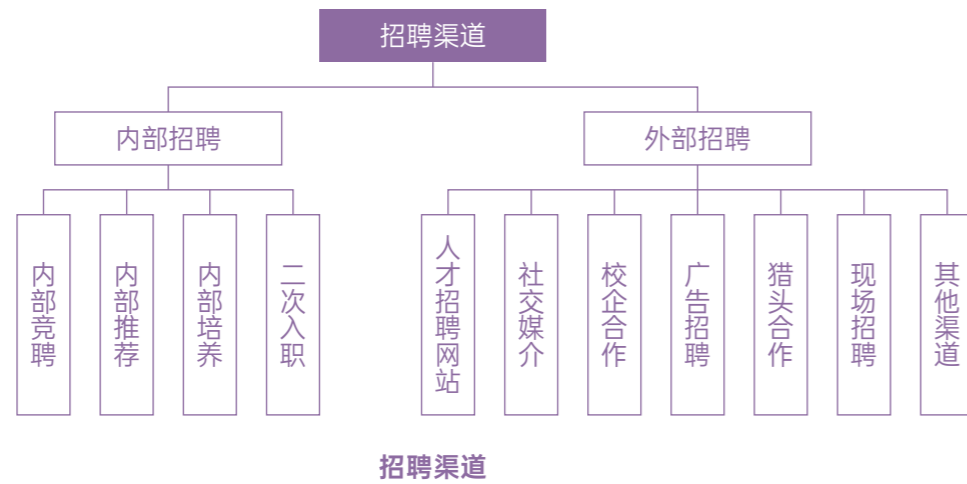 招聘渠道
内部招聘
外部招聘
内部竞聘
内部推荐
内部培养
二次入职
人才招聘网站
社交媒介
校企合作
广告招聘
猎头合作
现场招聘
其他渠道
招聘渠道